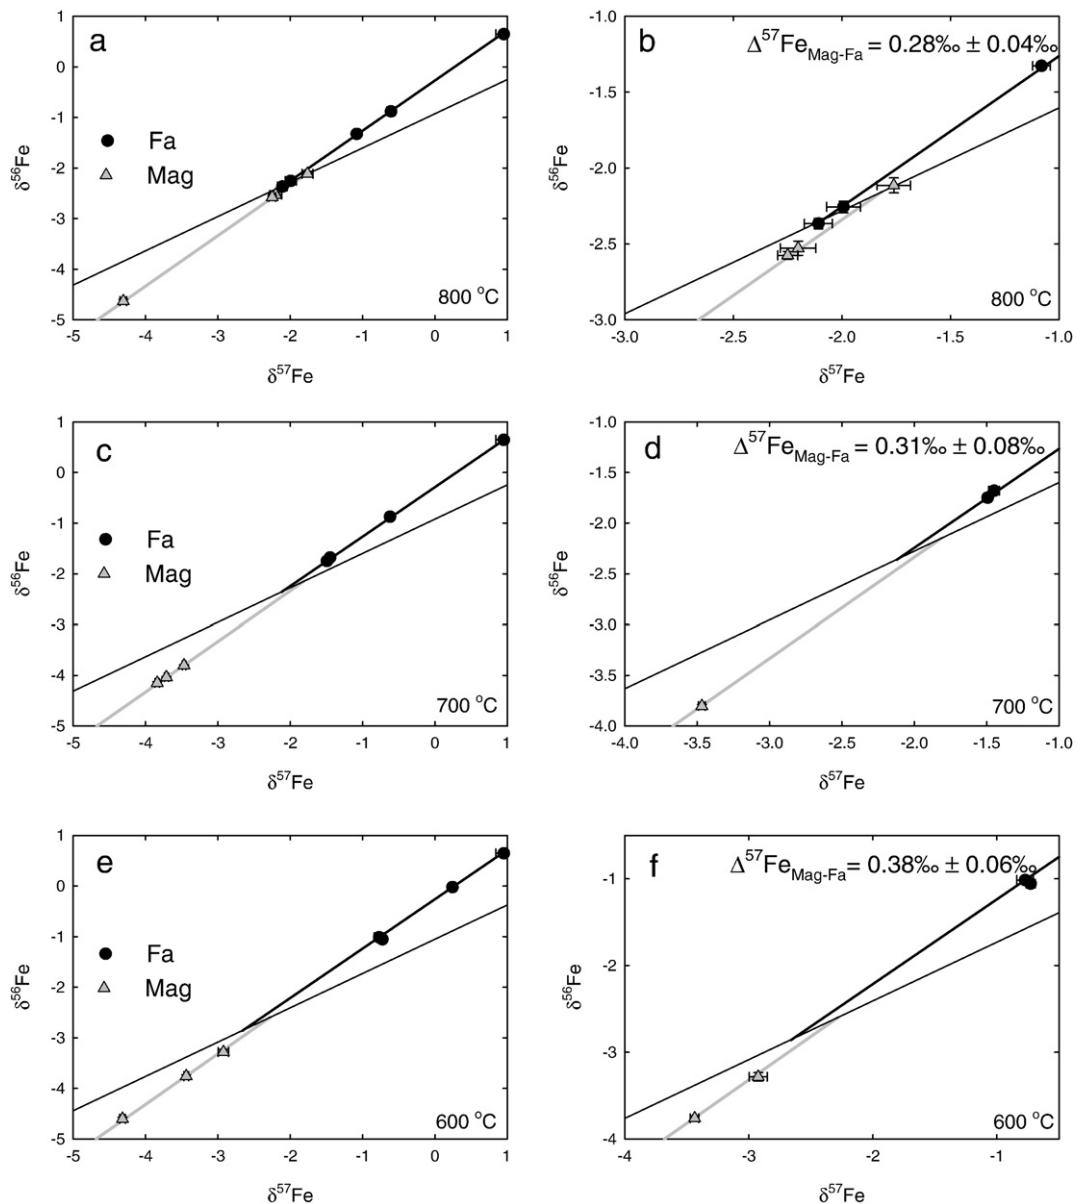 a
1
0
-1
-2
-3
-4
-5
δ⁵⁶Fe
Fa
Mag
800 °C
-5 -4 -3 -2 -1 0 1
δ⁵⁷Fe
b
Δ⁵⁷Fe_Mag-Fa = 0.28‰ ± 0.04‰
-1.0
-1.5
-2.0
-2.5
-3.0
δ⁵⁶Fe
800 °C
-3.0 -2.5 -2.0 -1.5 -1.0
δ⁵⁷Fe
c
1
0
-1
-2
-3
-4
-5
δ⁵⁶Fe
Fa
Mag
700 °C
-5 -4 -3 -2 -1 0 1
δ⁵⁷Fe
d
Δ⁵⁷Fe_Mag-Fa = 0.31‰ ± 0.08‰
-1.0
-1.5
-2.0
-2.5
-3.0
-3.5
-4.0
δ⁵⁶Fe
700 °C
-4.0 -3.5 -3.0 -2.5 -2.0 -1.5 -1.0
δ⁵⁷Fe
e
1
0
-1
-2
-3
-4
-5
δ⁵⁶Fe
Fa
Mag
600 °C
-5 -4 -3 -2 -1 0 1
δ⁵⁷Fe
f
Δ⁵⁷Fe_Mag-Fa = 0.38‰ ± 0.06‰
-1
-2
-3
-4
δ⁵⁶Fe
600 °C
-4 -3 -2 -1
δ⁵⁷Fe